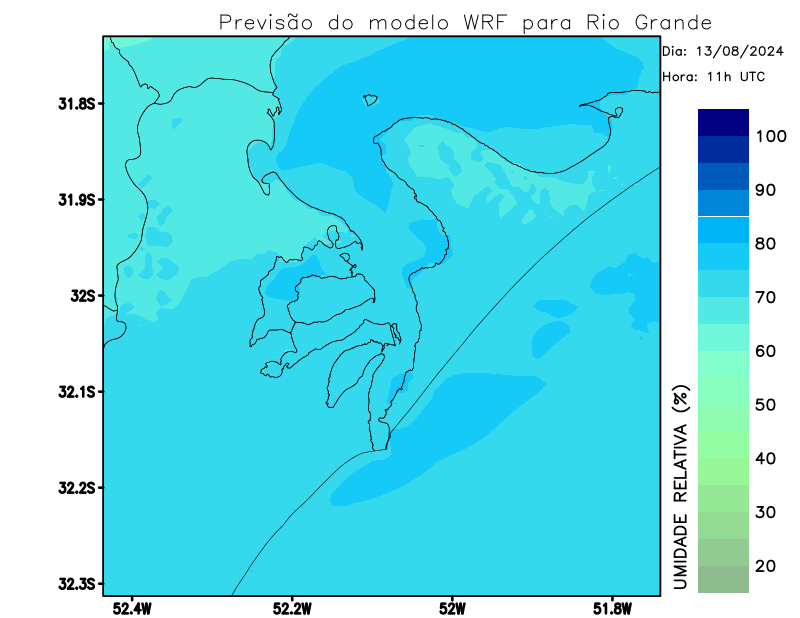 Previsão do modelo WRF para Rio Grande
Dia: 13/08/2024
Hora: 11h UTC
31.8S
31.9S
32S
32.1S
32.2S
32.3S
52.4W
52.2W
52W
51.8W
UMIDADE RELATIVA (%)
100
90
80
70
60
50
40
30
20